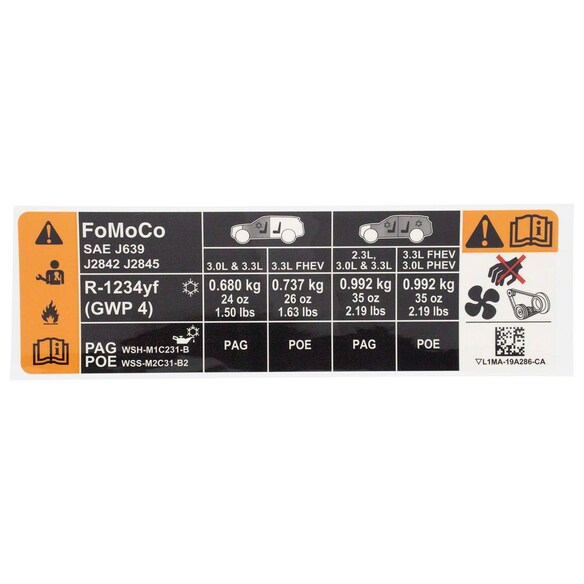 FoMoCo
SAE J639
J2842 J2845
3.0L & 3.3L
3.3L FHEV
2.3L,
3.0L & 3.3L
3.3L FHEV
3.0L PHEV
R-1234yf
(GWP 4)
0.680 kg
24 oz
1.50 lbs
0.737 kg
26 oz
1.63 lbs
0.992 kg
35 oz
2.19 lbs
0.992 kg
35 oz
2.19 lbs
PAG WSH-M1C231-B
POE WSS-M2C31-B2
PAG
POE
PAG
POE
L1MA-19A286-CA